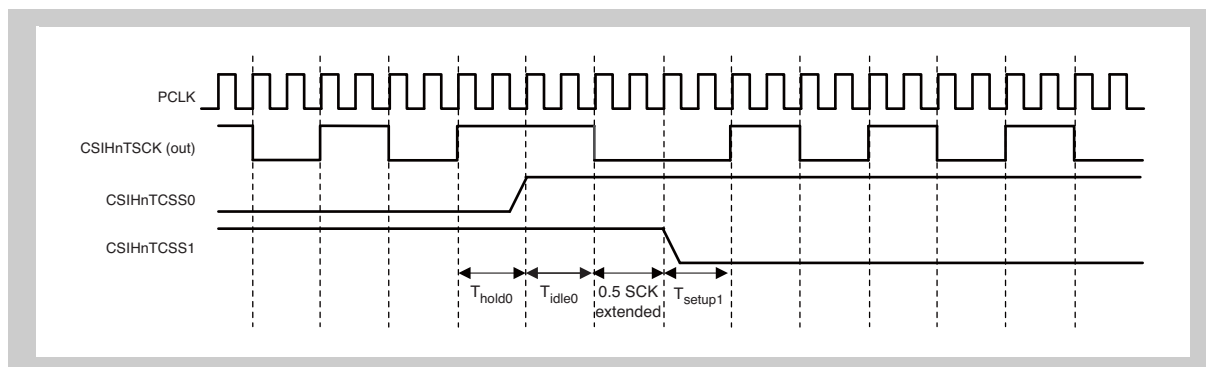 PCLK
CSIHnTSCK (out)
CSIHnTCSS0
CSIHnTCSS1
Thold0 Tidle0 0.5 SCK extended Tsetup1